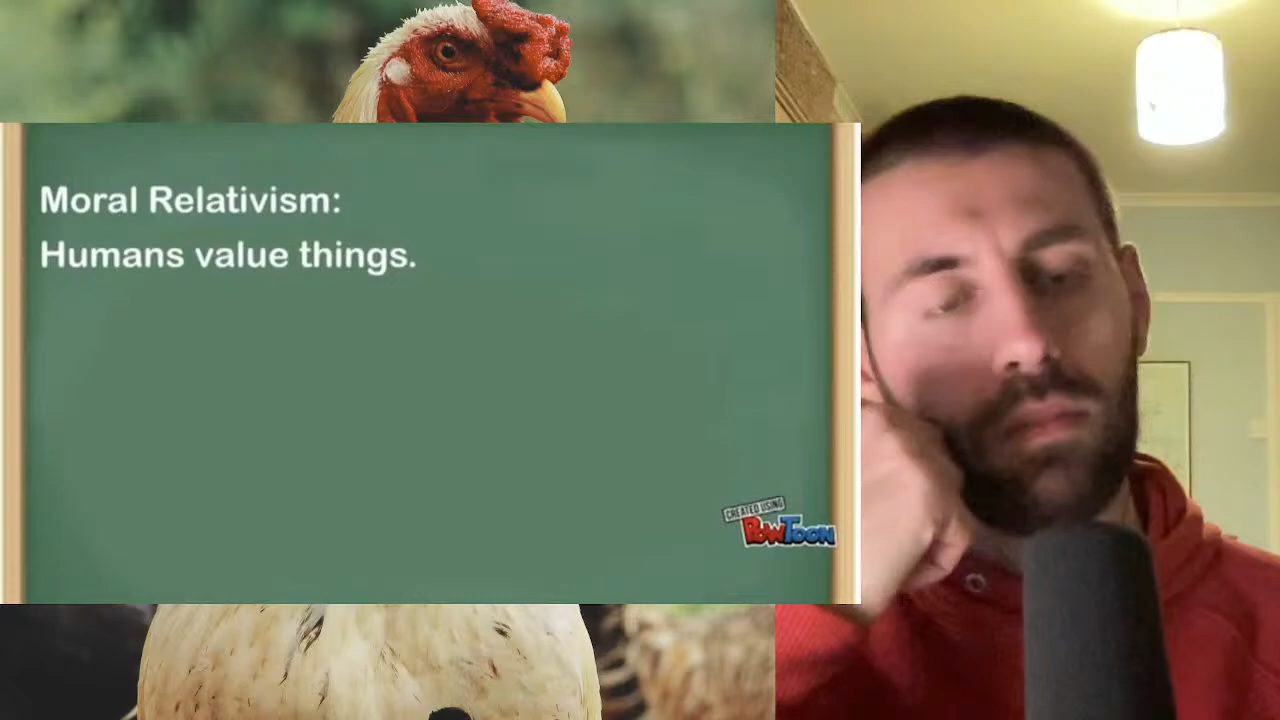 Moral Relativism:
Humans value things.
CREATED USING
PowToon